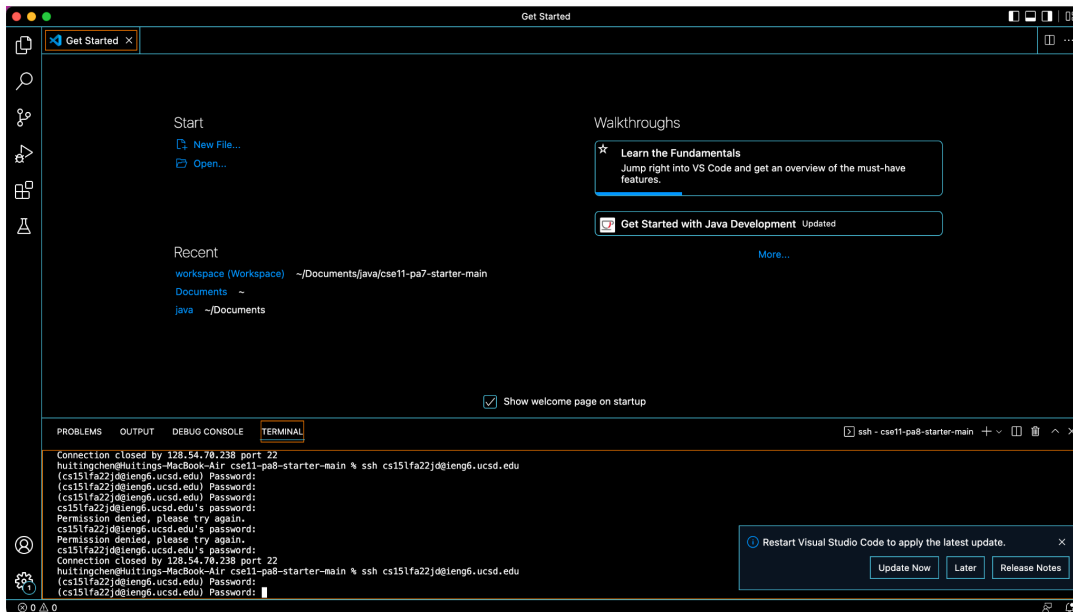 Get Started
Get Started
Start
New File...
Open...
Recent
workspace (Workspace) ~/Documents/java/cse11-pa7-starter-main
Documents ~
java ~/Documents
Walkthroughs
Learn the Fundamentals
Jump right into VS Code and get an overview of the must-have
features.
Get Started with Java Development Updated
More...
Show welcome page on startup
PROBLEMS OUTPUT DEBUG CONSOLE TERMINAL
ssh - cse11-pa8-starter-main
Connection closed by 128.54.70.238 port 22
huitingchen@Huitings-MacBook-Air cse11-pa8-starter-main % ssh cs15lfa22jd@ieng6.ucsd.edu
(cs15lfa22jd@ieng6.ucsd.edu) Password:
(cs15lfa22jd@ieng6.ucsd.edu) Password:
(cs15lfa22jd@ieng6.ucsd.edu) Password:
cs15lfa22jd@ieng6.ucsd.edu's password:
Permission denied, please try again.
cs15lfa22jd@ieng6.ucsd.edu's password:
Permission denied, please try again.
cs15lfa22jd@ieng6.ucsd.edu's password:
Connection closed by 128.54.70.238 port 22
huitingchen@Huitings-MacBook-Air cse11-pa8-starter-main % ssh cs15lfa22jd@ieng6.ucsd.edu
(cs15lfa22jd@ieng6.ucsd.edu) Password:
(cs15lfa22jd@ieng6.ucsd.edu) Password:
Restart Visual Studio Code to apply the latest update.
Update Now Later Release Notes
1
0 0